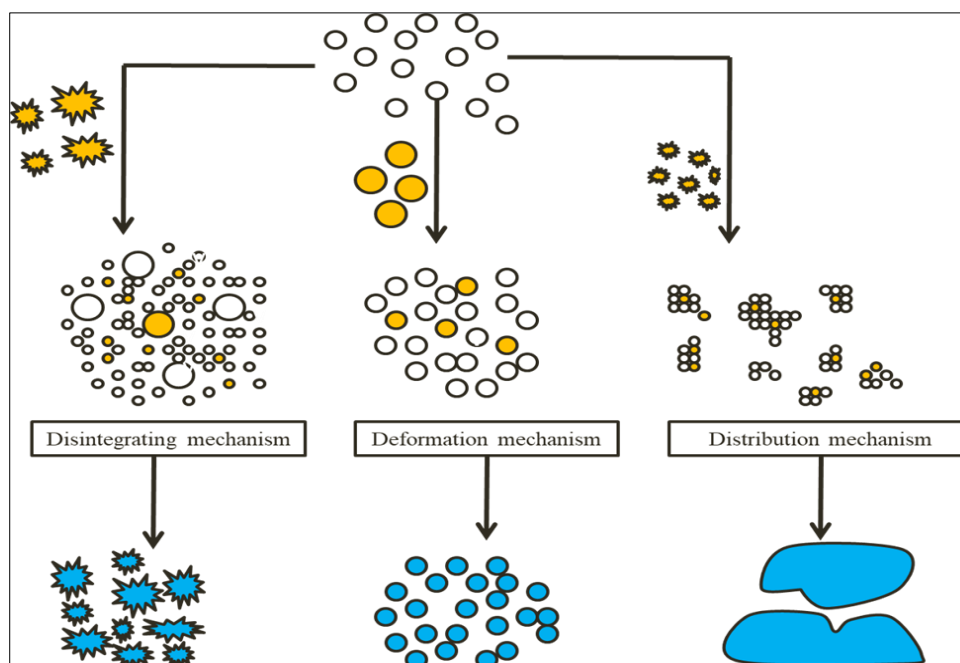 Disintegrating mechanism
Deformation mechanism
Distribution mechanism